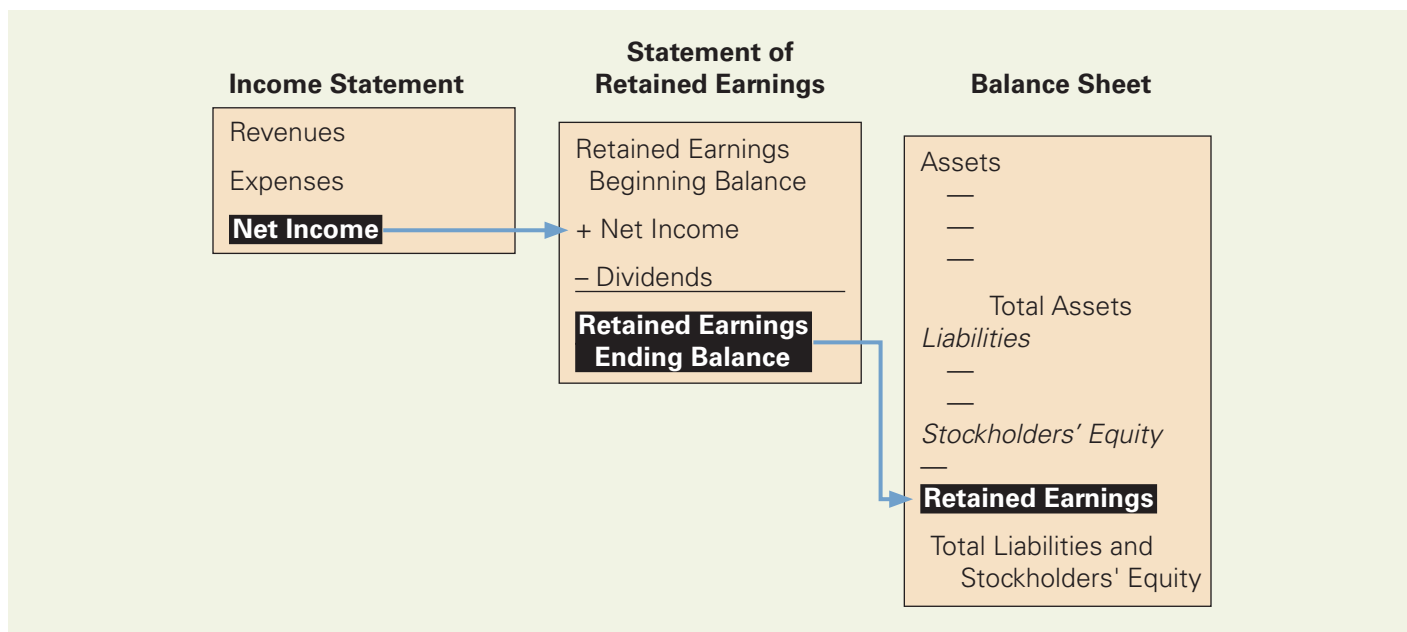 Income Statement
Revenues
Expenses
Net Income
Statement of
Retained Earnings
Retained Earnings
Beginning Balance
+ Net Income
– Dividends
Retained Earnings
Ending Balance
Balance Sheet
Assets
—
—
—
Total Assets
Liabilities
—
—
Stockholders’ Equity
—
Retained Earnings
Total Liabilities and
Stockholders' Equity